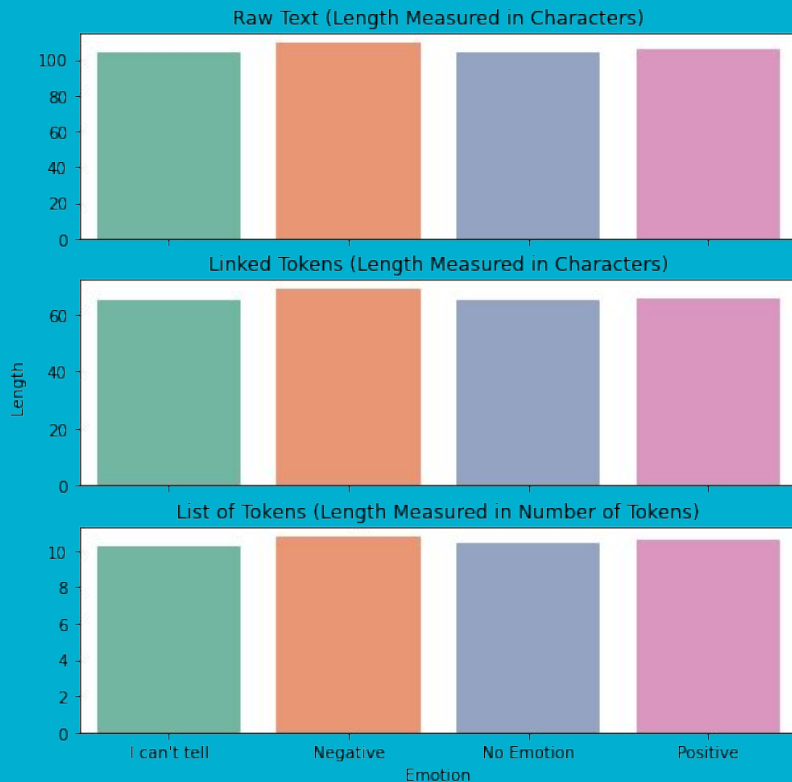 Raw Text (Length Measured in Characters)
100
80
60
40
20
0
Linked Tokens (Length Measured in Characters)
60
40
20
0
Length
List of Tokens (Length Measured in Number of Tokens)
10
8
6
4
2
0
I can't tell Negative No Emotion Positive
Emotion